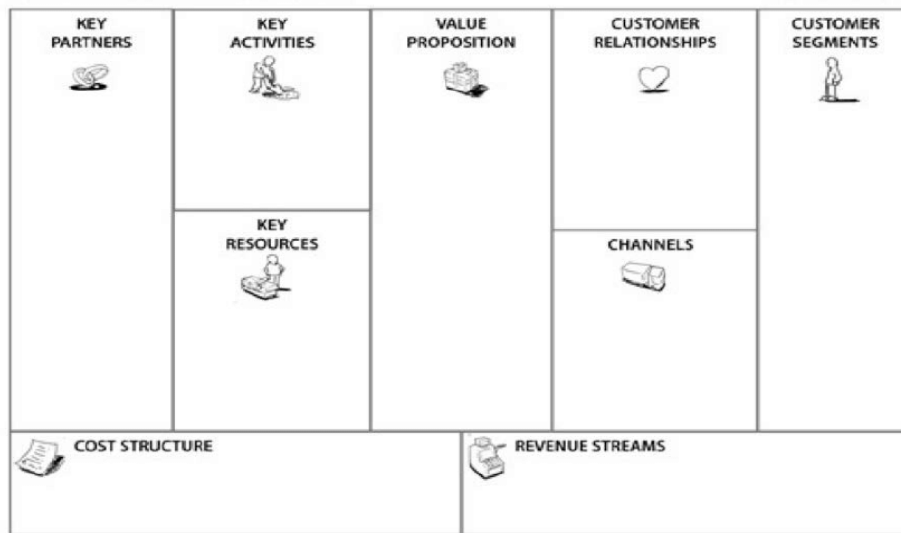 KEY
PARTNERS
KEY
ACTIVITIES
VALUE
PROPOSITION
CUSTOMER
RELATIONSHIPS
CUSTOMER
SEGMENTS
KEY
RESOURCES
CHANNELS
COST STRUCTURE
REVENUE STREAMS